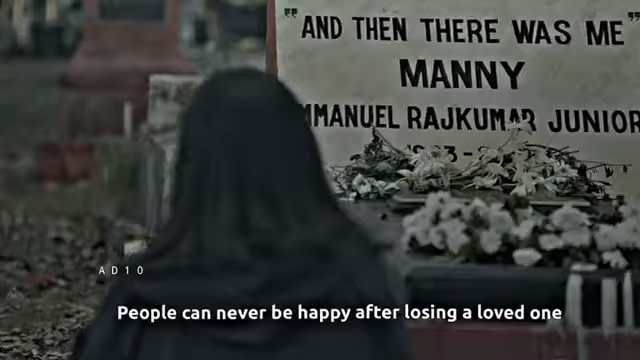 "AND THEN THERE WAS ME"
MANNY
MMANUEL RAJKUMAR JUNIOR
AD10
People can never be happy after losing a loved one